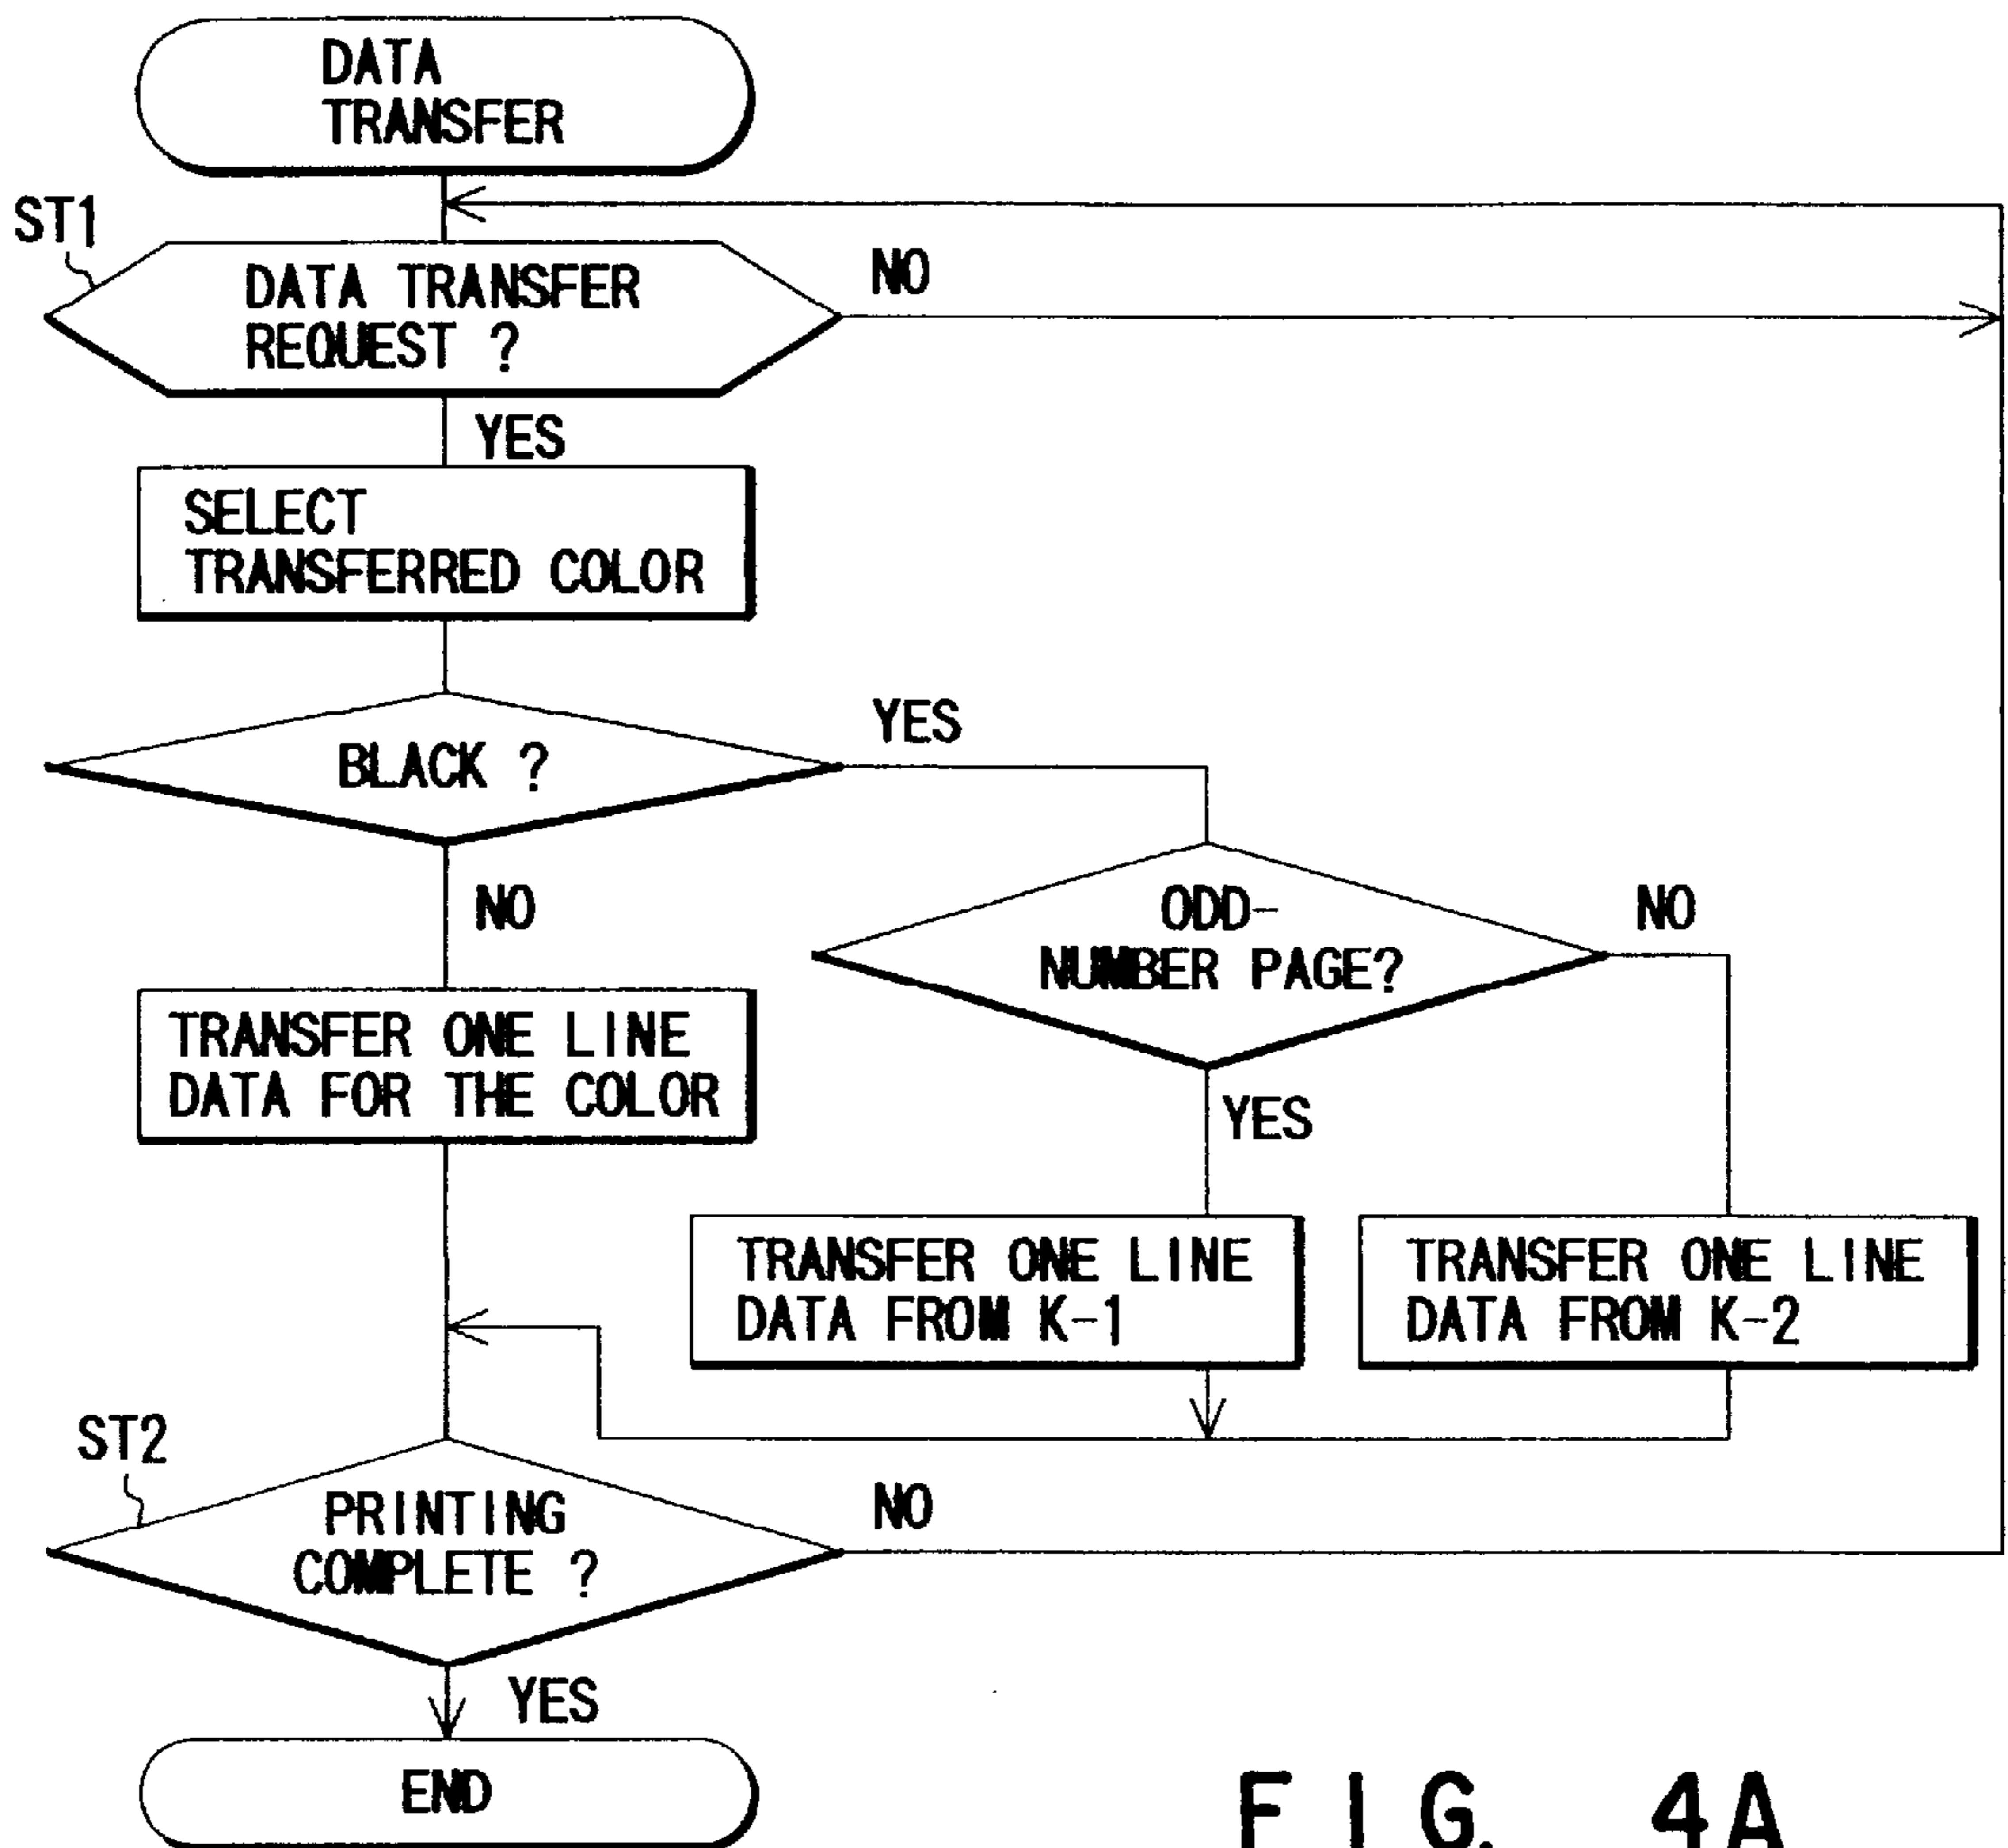 DATA
TRANSFER
ST1
DATA TRANSFER
REQUEST ?
NO
YES
SELECT
TRANSFERRED COLOR
BLACK ?
YES
NO
ODD-
NUMBER PAGE?
NO
YES
TRANSFER ONE LINE
DATA FOR THE COLOR
TRANSFER ONE LINE
DATA FROM K-1
TRANSFER ONE LINE
DATA FROM K-2
ST2
PRINTING
COMPLETE ?
NO
YES
END
FIG. 4A